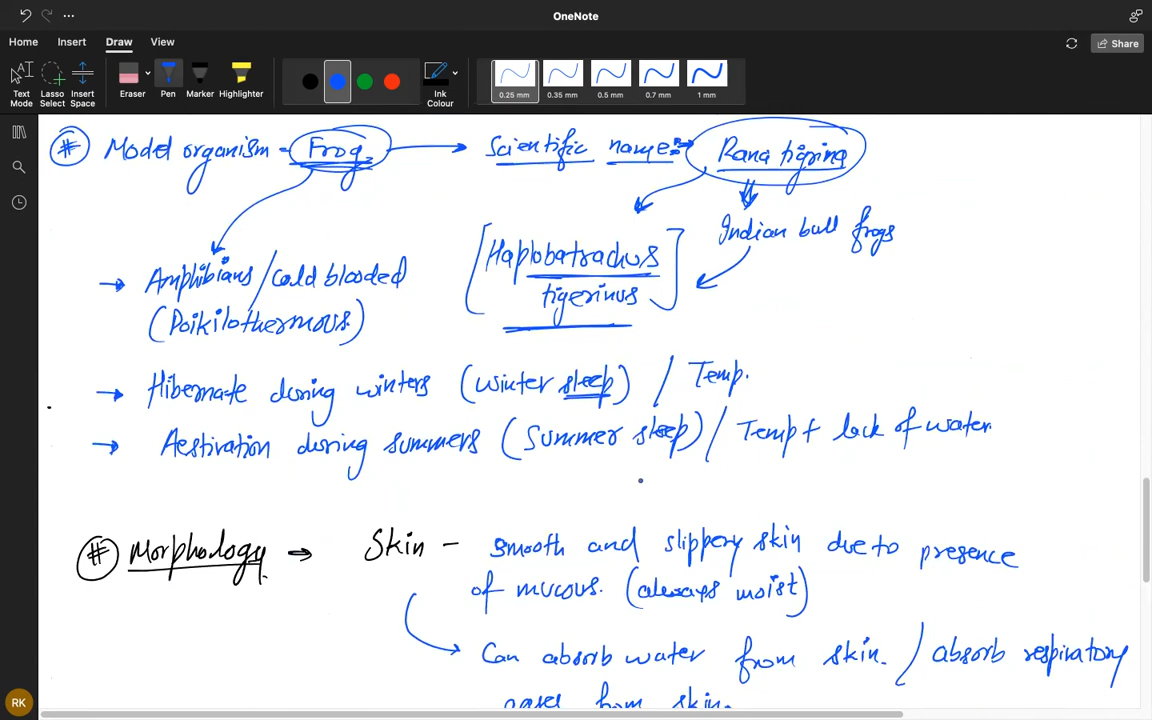 OneNote
Home Insert Draw View
Share
Text Mode Lasso Select Insert Space Eraser Pen Marker Highlighter Ink Colour 0.25 mm 0.35 mm 0.5 mm 0.7 mm 1 mm
# Model organism - Frog → Scientific name:- Rana tigrina
Indian bull frogs
[Haplobatrachus
tigerinus]
→ Amphibians/Cold blooded
(Poikilothermous.)
→ Hibernate during winters (Winter sleep) / Temp.
→ Aestivation during summers (Summer sleep) / Temp + lack of water.
# Morphology → Skin - Smooth and slippery skin due to presence
of mucous. (always moist)
Can absorb water from skin. / absorb respiratory
gases from skin.
RK